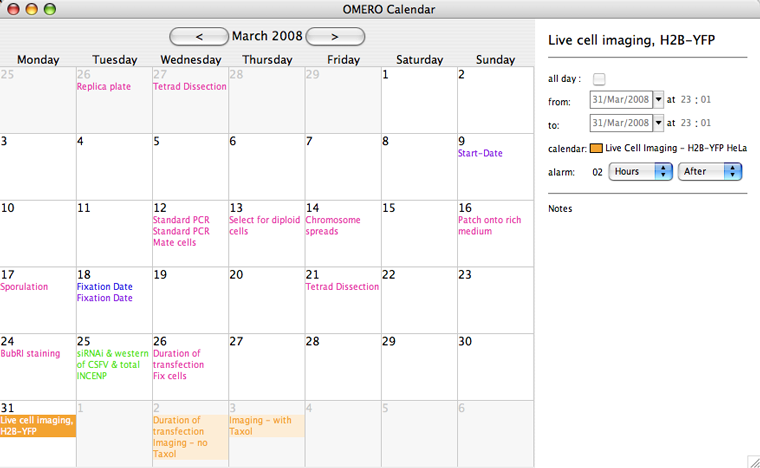 OMERO Calendar
< March 2008 >
Monday Tuesday Wednesday Thursday Friday Saturday Sunday
25 26 27 28 29 1 2
Replica plate Tetrad Dissection
3 4 5 6 7 8 9
Start-Date
10 11 12 13 14 15 16
Standard PCR Select for diploid Chromosome Patch onto rich
Standard PCR cells spreads medium
Mate cells
17 18 19 20 21 22 23
Sporulation Fixation Date Tetrad Dissection
Fixation Date
24 25 26 27 28 29 30
BubRI staining siRNAi & western Duration of
of CSFV & total transfection
INCENP Fix cells
31 1 2 3 4 5 6
Live cell imaging, Duration of Imaging - with
H2B-YFP transfection Taxol
Imaging - no
Taxol
Live cell imaging, H2B-YFP
all day :
from: 31/Mar/2008 at 23 : 01
to: 31/Mar/2008 at 23 : 01
calendar: Live Cell Imaging - H2B-YFP HeLa
alarm: 02 Hours After
Notes